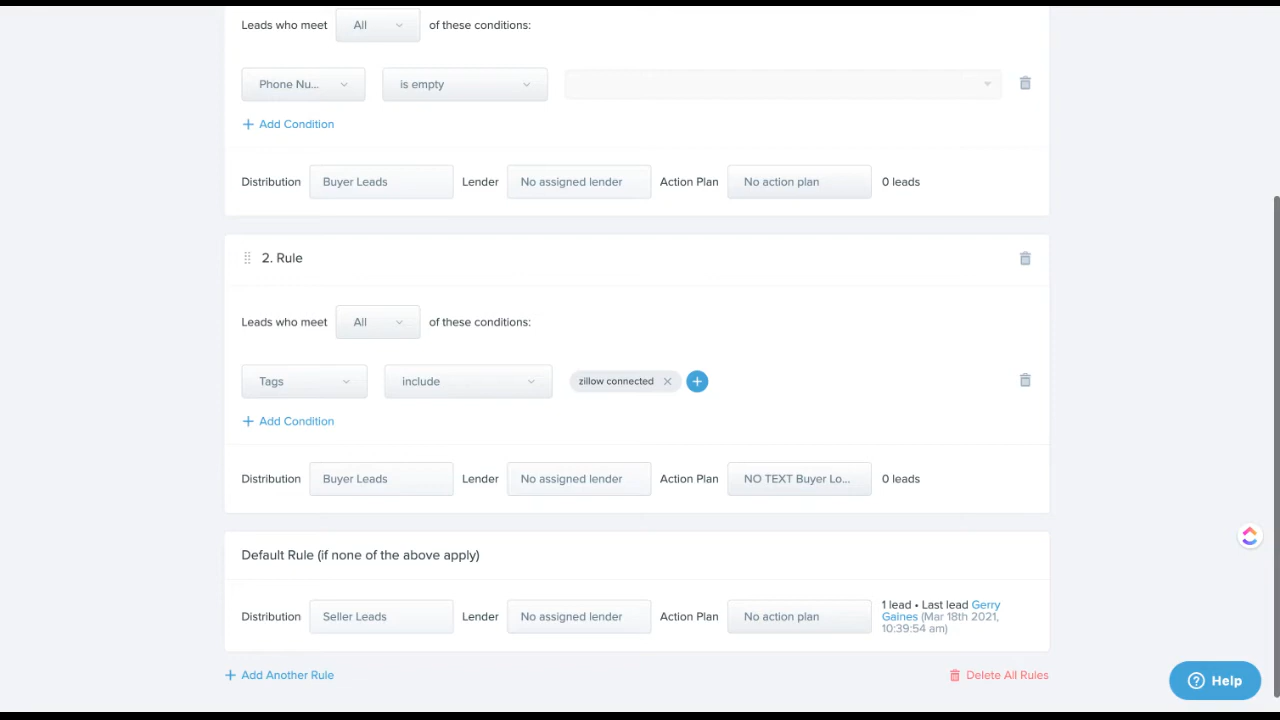 Leads who meet All of these conditions:
Phone Nu... is empty
+ Add Condition
Distribution Buyer Leads Lender No assigned lender Action Plan No action plan 0 leads
2. Rule
Leads who meet All of these conditions:
Tags include zillow connected
+ Add Condition
Distribution Buyer Leads Lender No assigned lender Action Plan NO TEXT Buyer Lo... 0 leads
Default Rule (if none of the above apply)
Distribution Seller Leads Lender No assigned lender Action Plan No action plan 1 lead • Last lead Gerry
Gaines (Mar 18th 2021,
10:39:54 am)
+ Add Another Rule Delete All Rules
Help